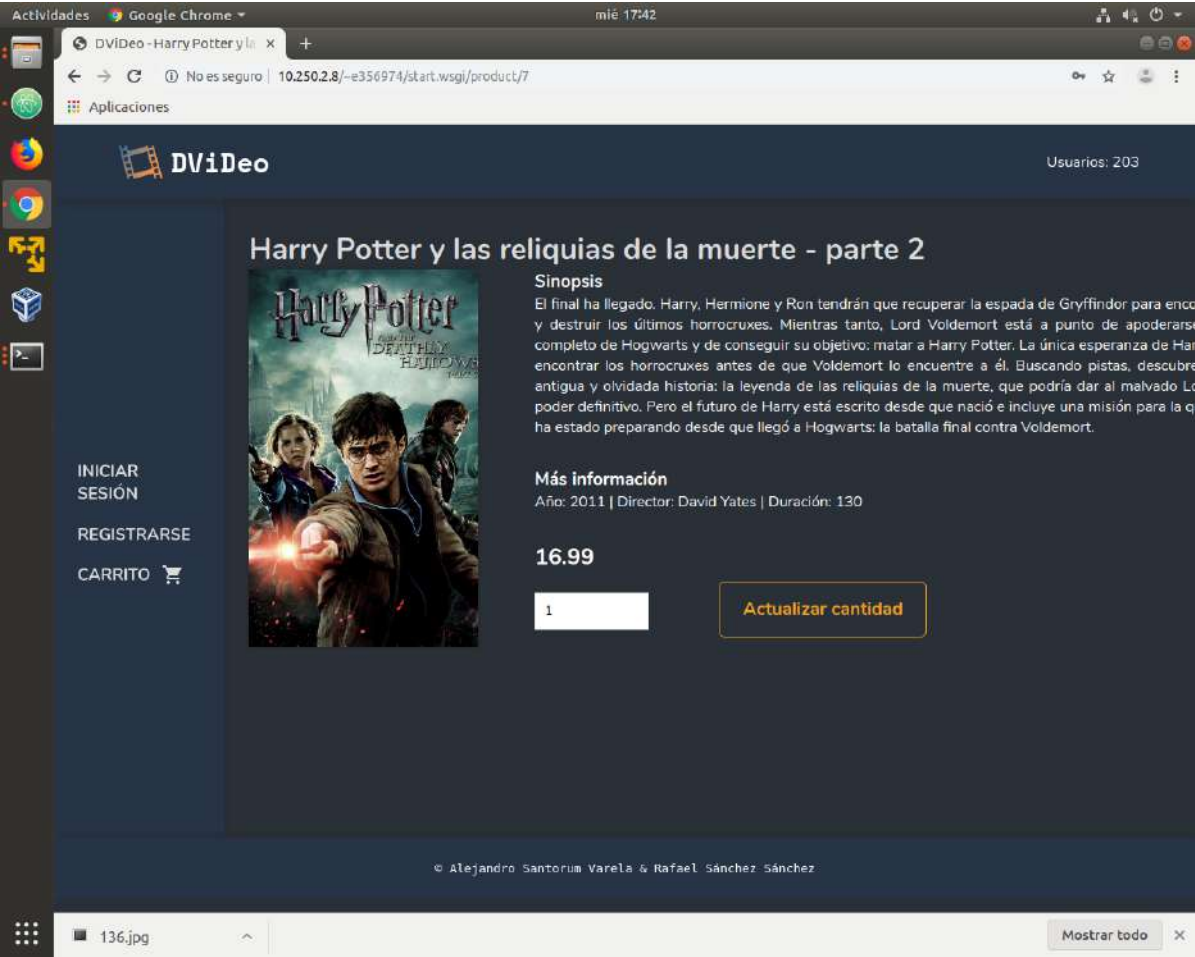 Actividades Google Chrome mié 17:42
DViDeo - Harry Potter y la
No es seguro 10.250.2.8/~e356974/start.wsgi/product/7
Aplicaciones
DViDeo Usuarios: 203
INICIAR
SESIÓN
REGISTRARSE
CARRITO
Harry Potter y las reliquias de la muerte - parte 2
Harry Potter
AND THE
DEATHLY
HALLOWS
Sinopsis
El final ha llegado. Harry, Hermione y Ron tendrán que recuperar la espada de Gryffindor para enco
y destruir los últimos horrocruxes. Mientras tanto, Lord Voldemort está a punto de apoderarse
completo de Hogwarts y de conseguir su objetivo: matar a Harry Potter. La única esperanza de Har
encontrar los horrocruxes antes de que Voldemort lo encuentre a él. Buscando pistas, descubre
antigua y olvidada historia: la leyenda de las reliquias de la muerte, que podría dar al malvado Lo
poder definitivo. Pero el futuro de Harry está escrito desde que nació e incluye una misión para la q
ha estado preparando desde que llegó a Hogwarts: la batalla final contra Voldemort.
Más información
Año: 2011 | Director: David Yates | Duración: 130
16.99
1 Actualizar cantidad
© Alejandro Santorum Varela & Rafael Sánchez Sánchez
136.jpg Mostrar todo